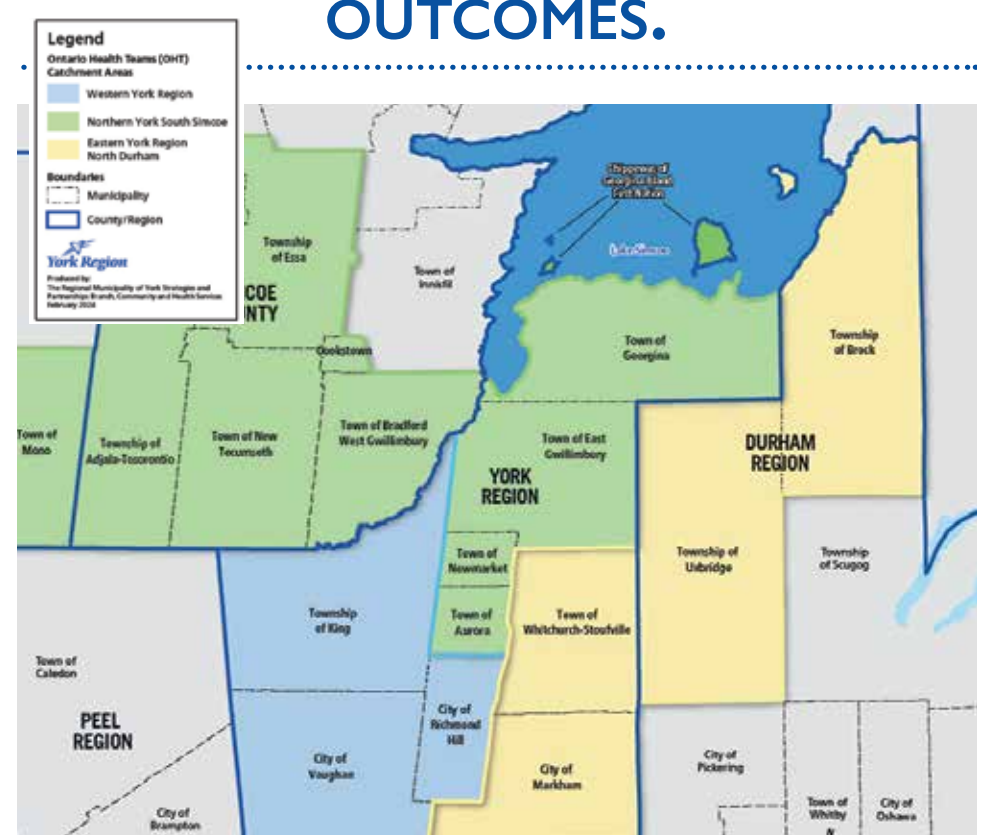 OUTCOMES.
Legend
Ontario Health Teams (OHT)
Catchment Areas
Western York Region
Northern York South Simcoe
Eastern York Region
North Durham
Boundaries
Municipality
County/Region
York Region
Produced by:
The Regional Municipality of York Strategies and
Partnerships Branch, Community and Health Services
February 2024
Chippewas of
Georgina Island
First Nation
Lake Simcoe
Township
of Essa
COE
NTY
Town of
Innisfil
Cookstown
Town of
Georgina
Township
of Brock
Town of
Mono
Township of
Adjala-Tosorontio
Town of New
Tecumseth
Town of Bradford
West Gwillimbury
Town of East
Gwillimbury
YORK
REGION
DURHAM
REGION
Town of
Newmarket
Township of
Uxbridge
Township
of Scugog
Township
of King
Town of
Aurora
Town of
Whitchurch-Stouffville
Town of
Caledon
PEEL
REGION
City of
Richmond
Hill
City of
Vaughan
City of
Markham
City of
Pickering
City of
Brampton
Town of
Whitby
City of
Oshawa
N